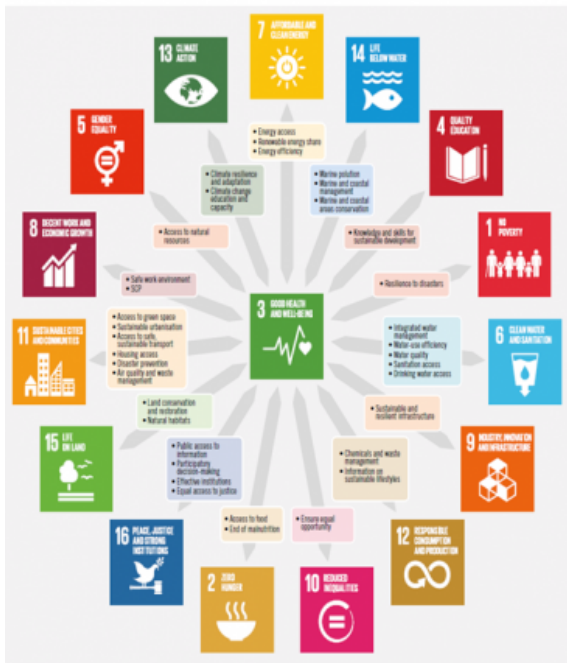 7 AFFORDABLE AND
CLEAN ENERGY
13 CLIMATE
ACTION
14 LIFE
BELOW WATER
5 GENDER
EQUALITY
4 QUALITY
EDUCATION
• Energy access
• Renewable energy share
• Energy efficiency
• Climate resilience
and adaptation
• Climate change
education and
capacity
• Marine polution
• Marine and coastal
management
• Marine and coastal
areas conservation
8 DECENT WORK AND
ECONOMIC GROWTH
• Access to natural
resources
• Knowledge and skills for
sustainable development
1 NO
POVERTY
• Safe work environment
• SCP
• Resilience to disasters
3 GOOD HEALTH
AND WELL-BEING
11 SUSTAINABLE CITIES
AND COMMUNITIES
• Access to green space
• Sustainable urbanisation
• Access to safe,
sustainable transport
• Housing access
• Disaster prevention
• Air quality and waste
management
• Integrated water
management
• Water-use efficiency
• Water quality
• Sanitation access
• Drinking water access
6 CLEAN WATER
AND SANITATION
• Land conservation
and restoration
• Natural habitats
• Sustainable and
resilient infrastructure
15 LIFE
ON LAND
9 INDUSTRY, INNOVATION
AND INFRASTRUCTURE
• Public access to
information
• Participatory
decision-making
• Effective institutions
• Equal access to justice
• Chemicals and waste
management
• Information on
sustainable lifestyles
16 PEACE, JUSTICE
AND STRONG
INSTITUTIONS
• Access to food
• End of malnutrition
• Ensure equal
opportunity
12 RESPONSIBLE
CONSUMPTION
AND PRODUCTION
2 ZERO
HUNGER
10 REDUCED
INEQUALITIES